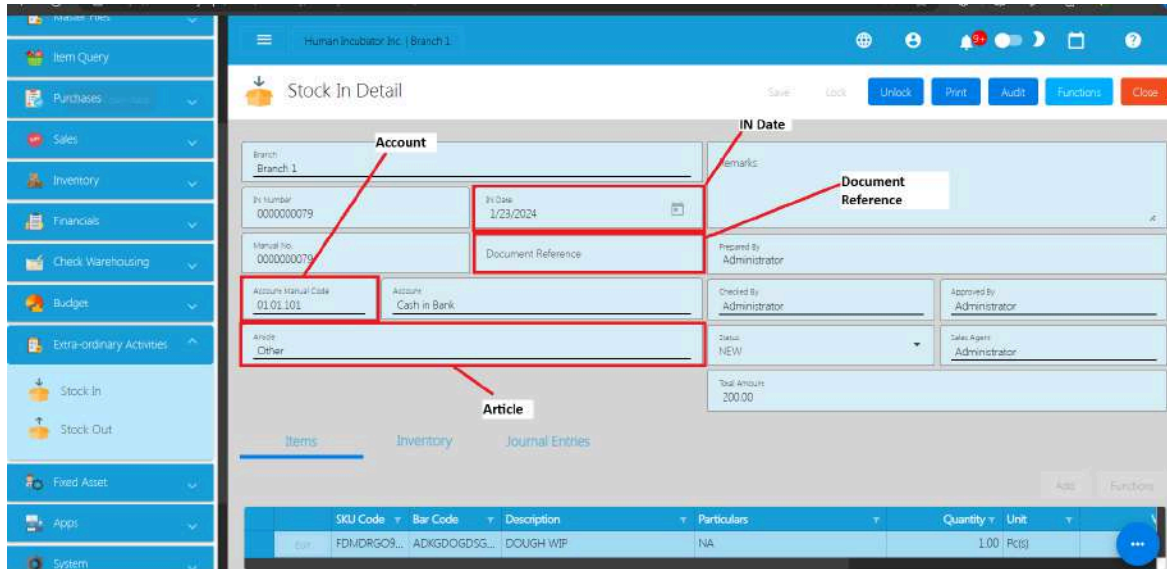 Master Files
Human Incubator Inc. | Branch 1
9+
Item Query
Purchases
Stock In Detail
Save
Lock
Unlock
Print
Audit
Functions
Close
IN Date
Sales
Account
Branch
Branch 1
Remarks
Inventory
Document
Reference
IN Number
0000000079
IN Date
1/23/2024
Financials
Manual No.
0000000079
Document Reference
Prepared By
Administrator
Check Warehousing
Account Manual Code
01.01.101
Account
Cash in Bank
Checked By
Administrator
Approved By
Administrator
Budget
Article
Other
Status
NEW
Sales Agent
Administrator
Extra-ordinary Activities
Total Amount
200.00
Stock In
Article
Stock Out
Items
Inventory
Journal Entries
Fixed Asset
Add
Functions
Apps
SKU Code
Bar Code
Description
Particulars
Quantity
Unit
Edit
FDMDRGO9...
ADKGDOGDSG...
DOUGH WIP
NA
1.00
Pc(s)
System